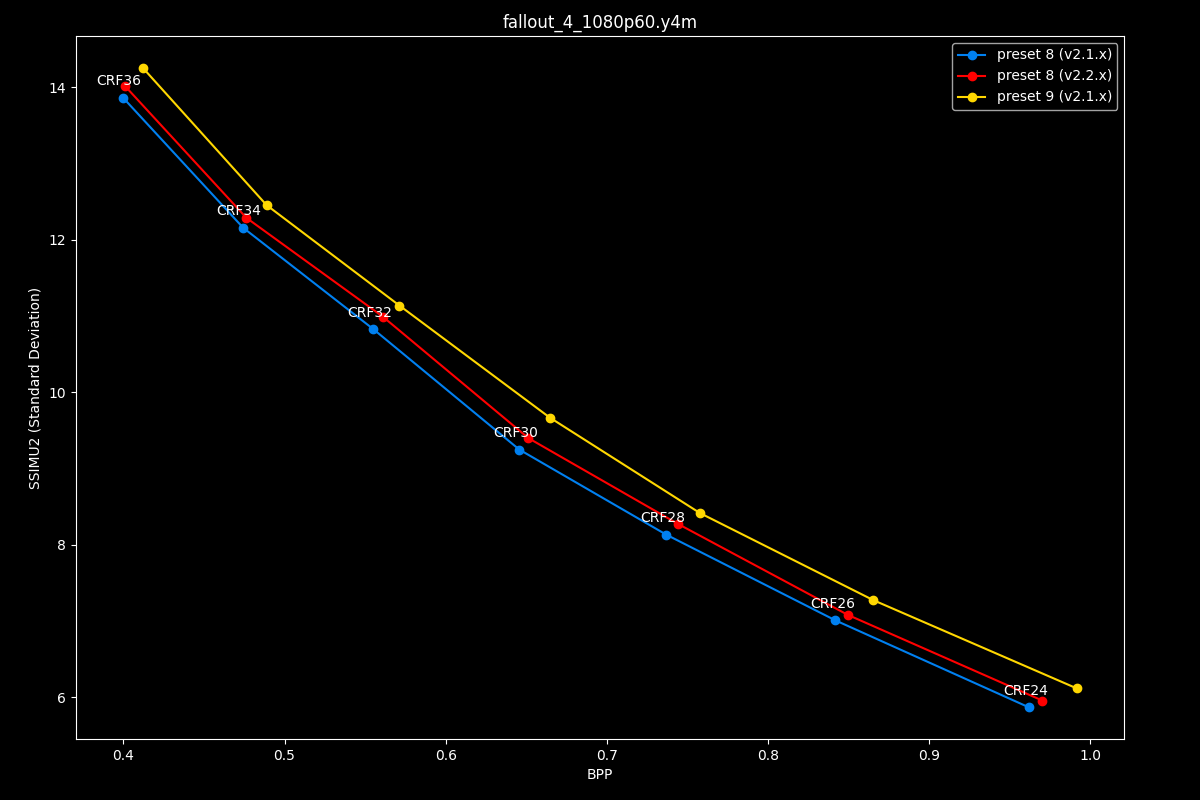 fallout_4_1080p60.y4m
preset 8 (v2.1.x)
preset 8 (v2.2.x)
preset 9 (v2.1.x)
CRF36
CRF34
CRF32
CRF30
CRF28
CRF26
CRF24
14
12
10
8
6
SSIMU2 (Standard Deviation)
0.4 0.5 0.6 0.7 0.8 0.9 1.0
BPP